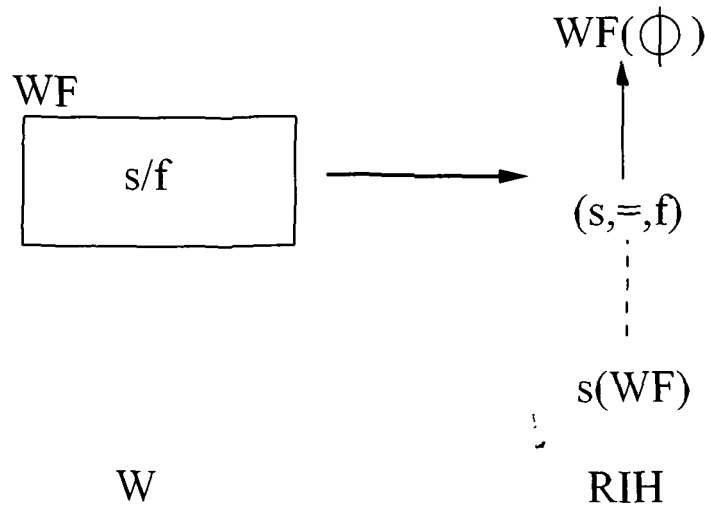 WF(⏀)
WF
s/f
(s,=,f)
s(WF)
W
RIH